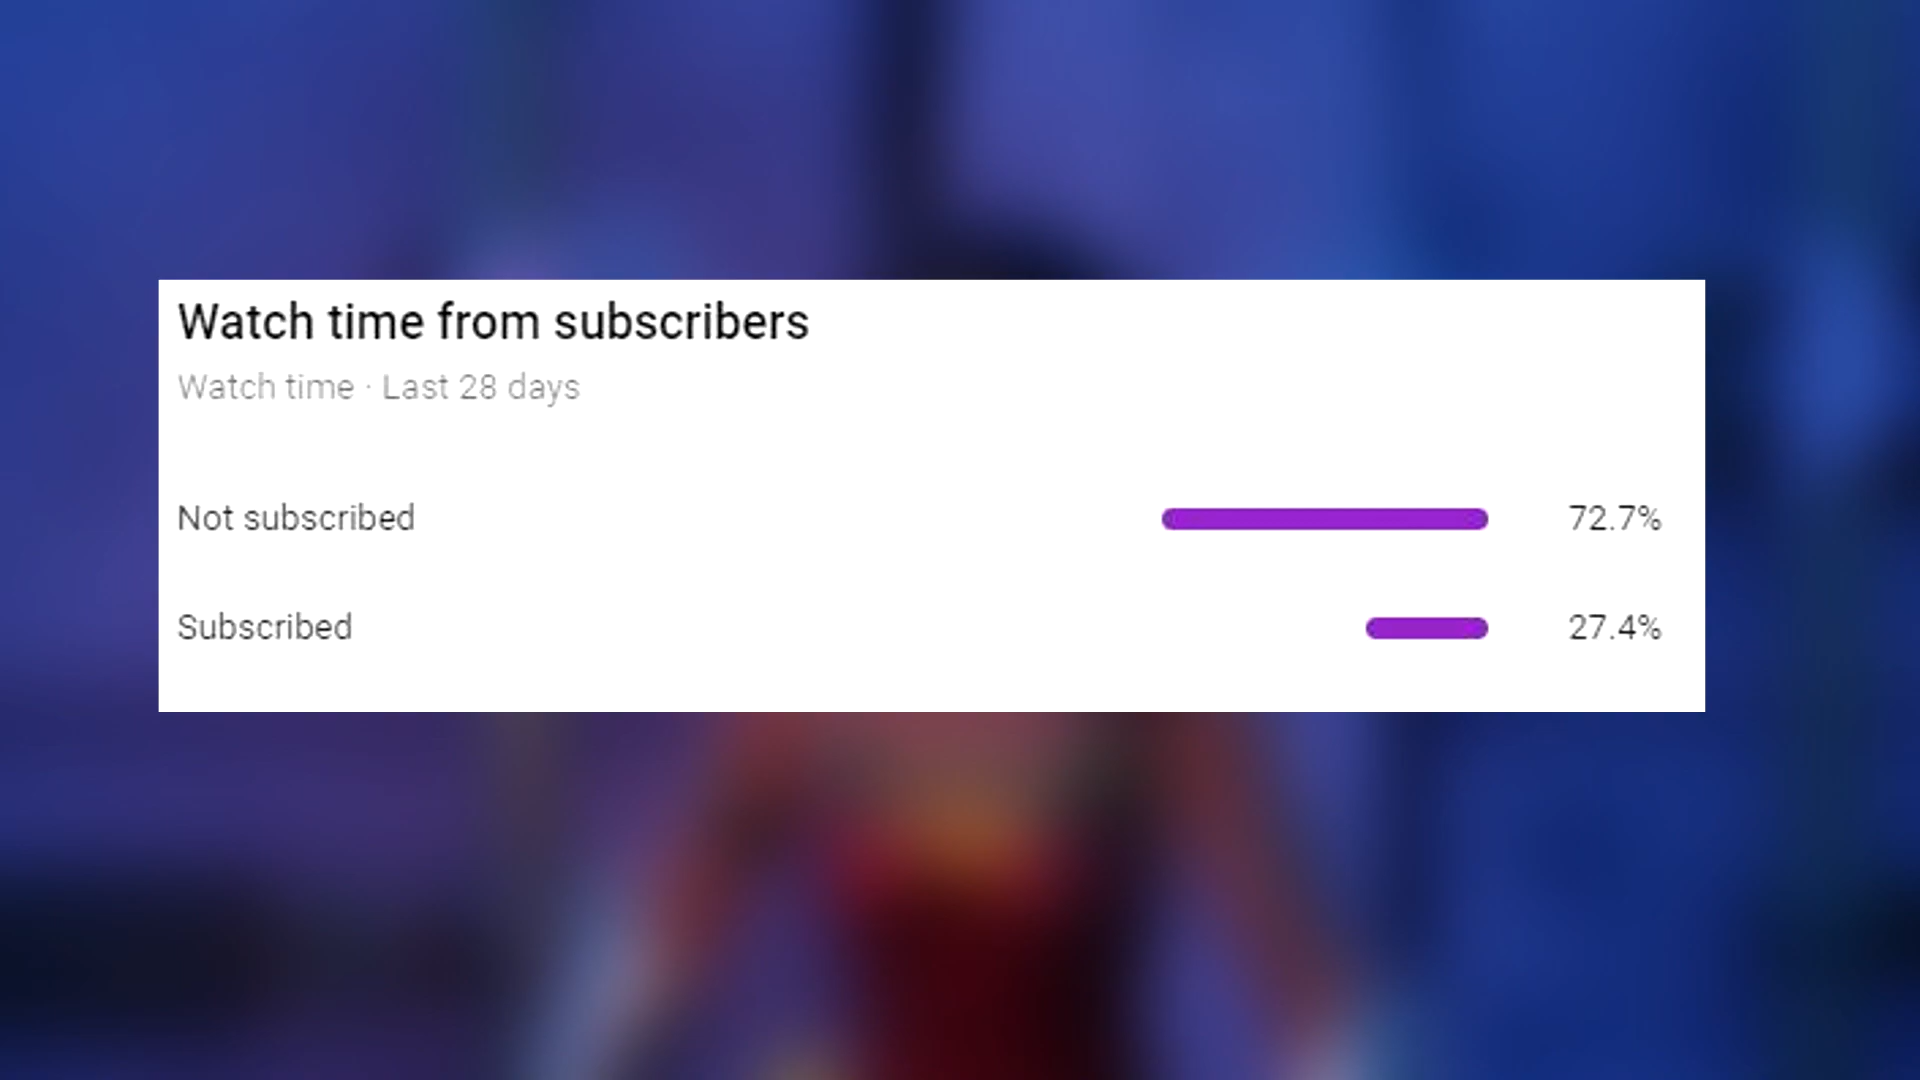 Watch time from subscribers
Watch time · Last 28 days
Not subscribed 72.7%
Subscribed 27.4%